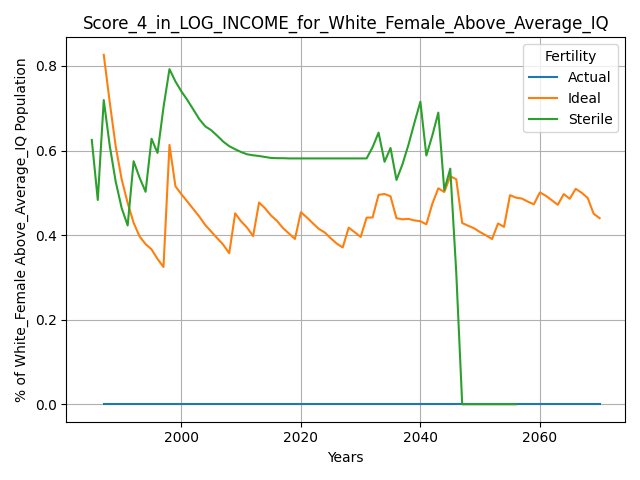 Score_4_in_LOG_INCOME_for_White_Female_Above_Average_IQ
% of White_Female Above_Average_IQ Population
0.8
0.6
0.4
0.2
0.0
Fertility
Actual
Ideal
Sterile
2000
2020
2040
2060
Years